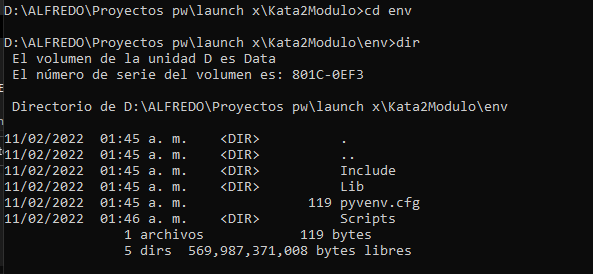 D:\ALFREDO\Proyectos pw\launch x\Kata2Modulo>cd env
D:\ALFREDO\Proyectos pw\launch x\Kata2Modulo\env>dir
El volumen de la unidad D es Data
El número de serie del volumen es: 801C-0EF3
Directorio de D:\ALFREDO\Proyectos pw\launch x\Kata2Modulo\env
11/02/2022  01:45 a. m.    <DIR>          .
11/02/2022  01:45 a. m.    <DIR>          ..
11/02/2022  01:45 a. m.    <DIR>          Include
11/02/2022  01:45 a. m.    <DIR>          Lib
11/02/2022  01:45 a. m.               119 pyvenv.cfg
11/02/2022  01:46 a. m.    <DIR>          Scripts
1 archivos            119 bytes
5 dirs  569,987,371,008 bytes libres